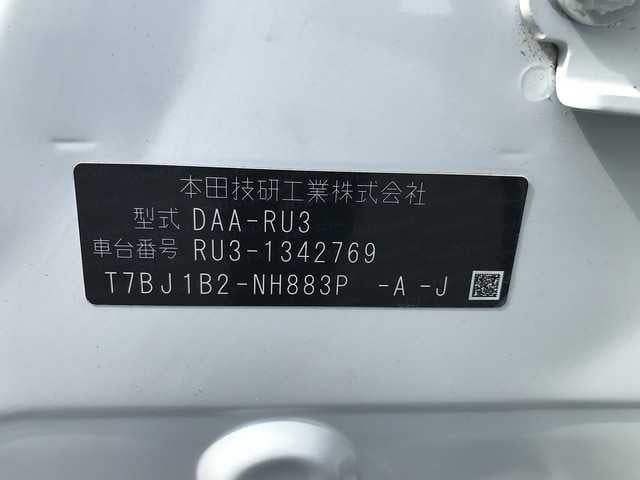 本田技研工業株式会社
型式 DAA-RU3
車台番号 RU3-1342769
T7BJ1B2-NH883P -A -J